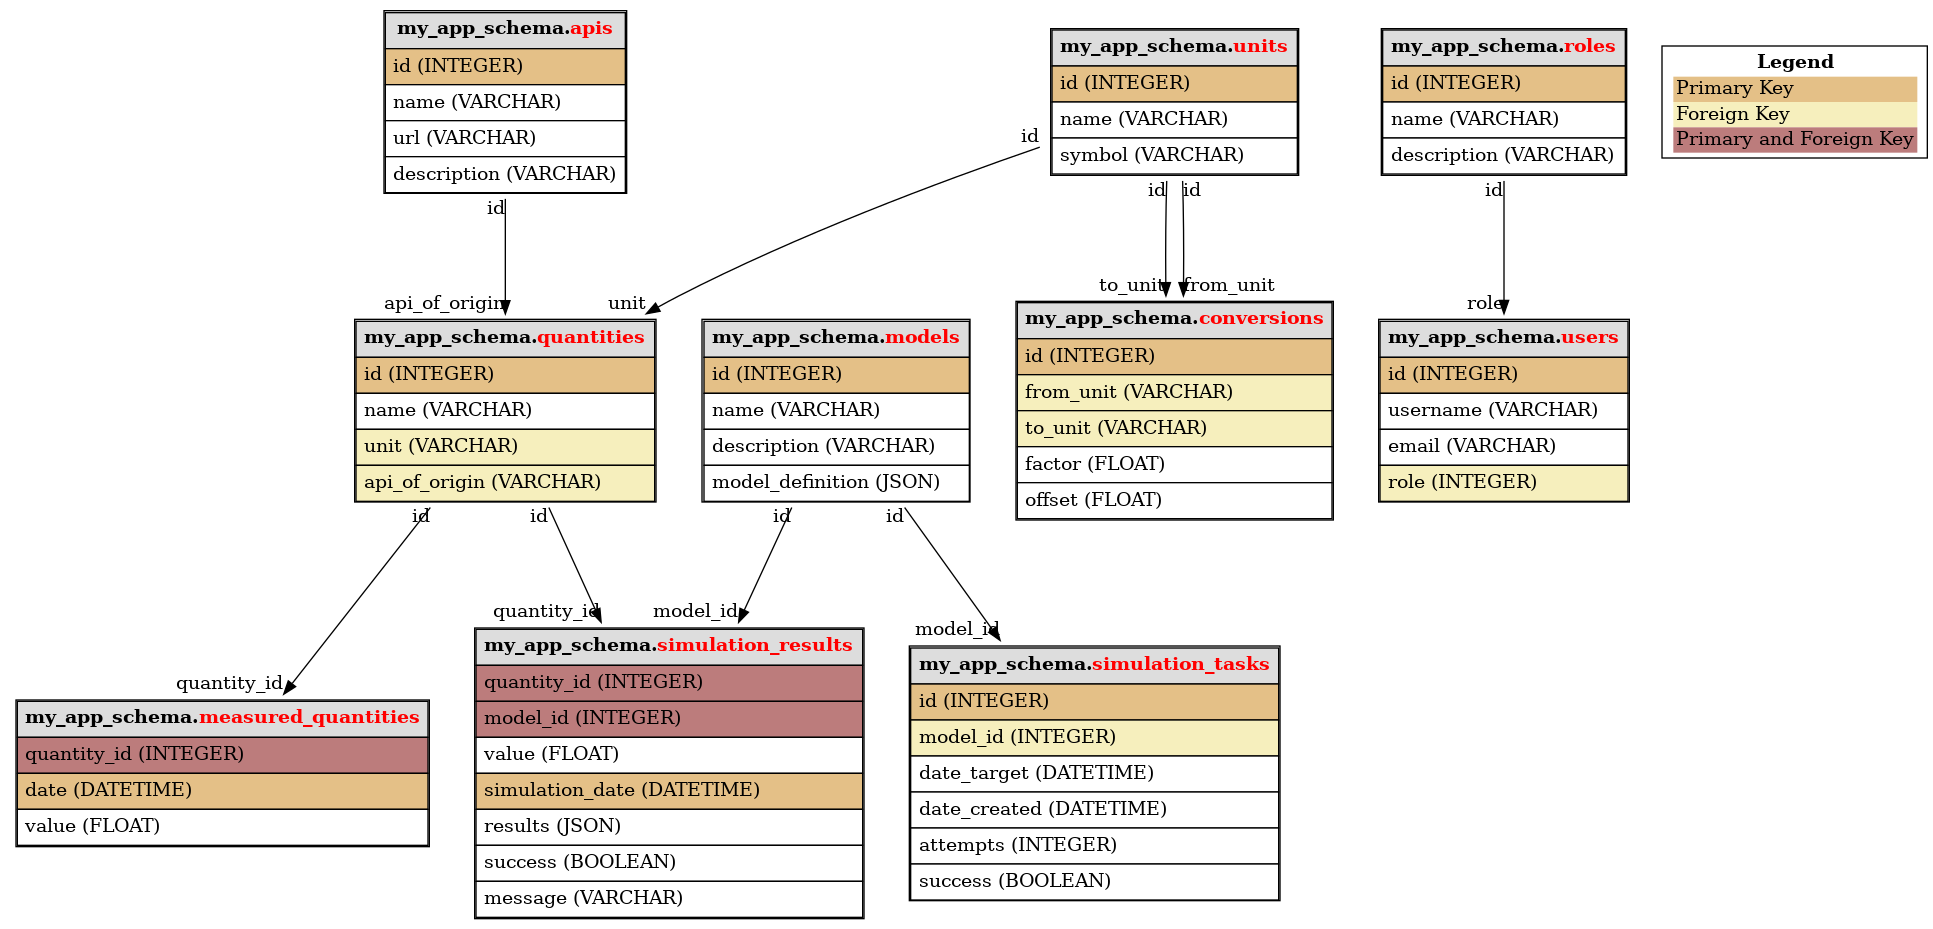 my_app_schema.apis
id (INTEGER)
name (VARCHAR)
url (VARCHAR)
description (VARCHAR)
my_app_schema.units
id (INTEGER)
name (VARCHAR)
symbol (VARCHAR)
my_app_schema.roles
id (INTEGER)
name (VARCHAR)
description (VARCHAR)
Legend
Primary Key
Foreign Key
Primary and Foreign Key
id
id
id
id
id
api_of_origin
unit
to_unit
from_unit
role
my_app_schema.quantities
id (INTEGER)
name (VARCHAR)
unit (VARCHAR)
api_of_origin (VARCHAR)
my_app_schema.models
id (INTEGER)
name (VARCHAR)
description (VARCHAR)
model_definition (JSON)
my_app_schema.conversions
id (INTEGER)
from_unit (VARCHAR)
to_unit (VARCHAR)
factor (FLOAT)
offset (FLOAT)
my_app_schema.users
id (INTEGER)
username (VARCHAR)
email (VARCHAR)
role (INTEGER)
id
id
id
id
quantity_id
quantity_id
model_id
model_id
my_app_schema.measured_quantities
quantity_id (INTEGER)
date (DATETIME)
value (FLOAT)
my_app_schema.simulation_results
quantity_id (INTEGER)
model_id (INTEGER)
value (FLOAT)
simulation_date (DATETIME)
results (JSON)
success (BOOLEAN)
message (VARCHAR)
my_app_schema.simulation_tasks
id (INTEGER)
model_id (INTEGER)
date_target (DATETIME)
date_created (DATETIME)
attempts (INTEGER)
success (BOOLEAN)